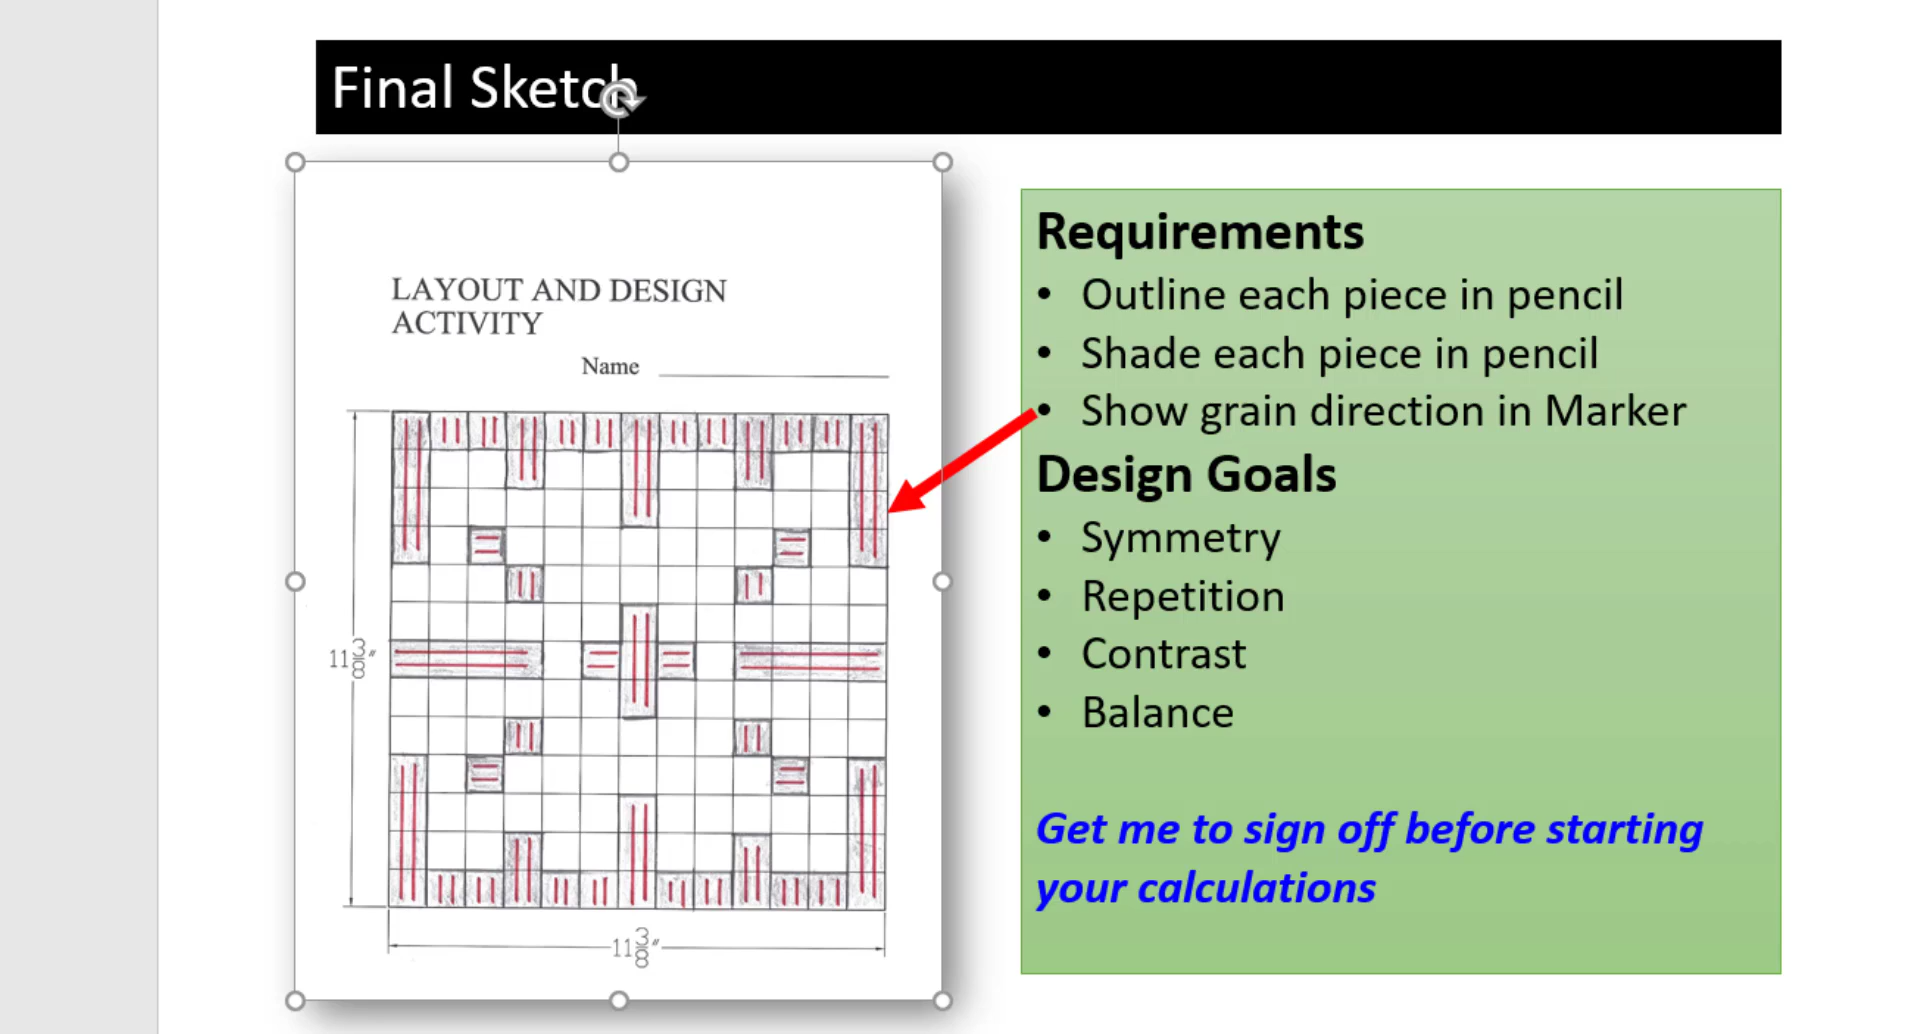 Final Sketch
LAYOUT AND DESIGN
ACTIVITY
Name
11 3/8"
11 3/8"
Requirements
• Outline each piece in pencil
• Shade each piece in pencil
• Show grain direction in Marker
Design Goals
• Symmetry
• Repetition
• Contrast
• Balance
Get me to sign off before starting
your calculations